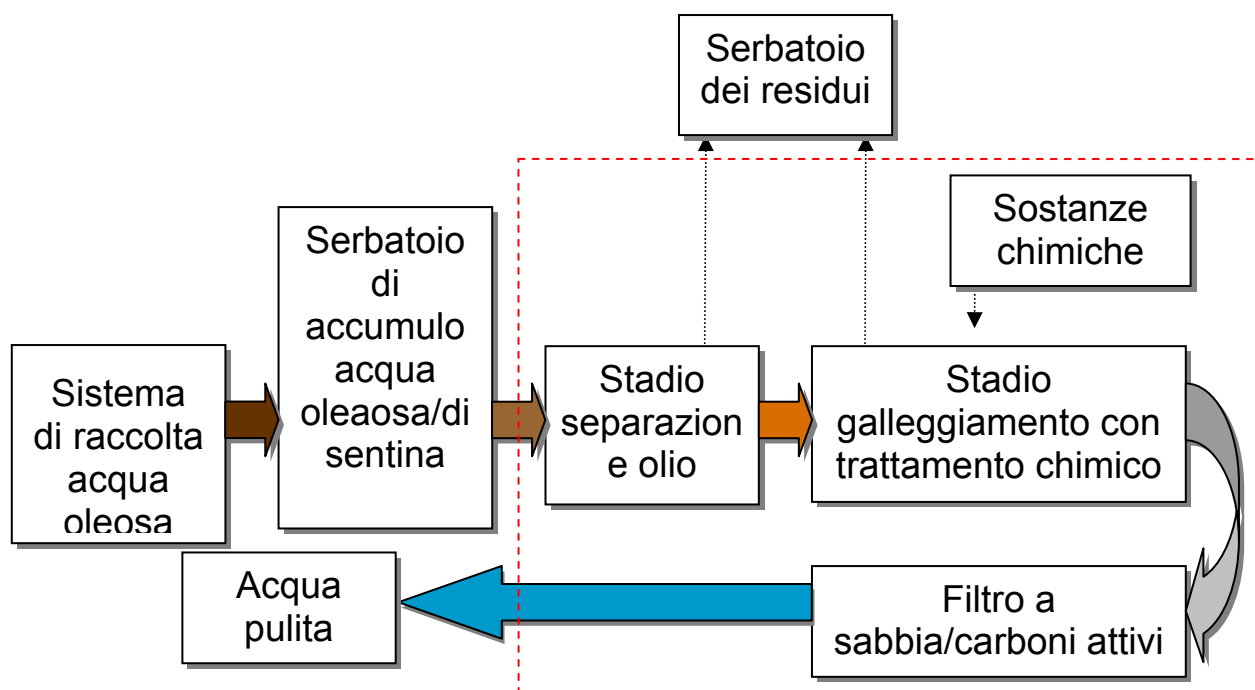 Serbatoio
dei residui
Sostanze
chimiche
Serbatoio
di
accumulo
acqua
oleaosa/di
sentina
Sistema
di raccolta
acqua
oleosa
Stadio
separazion
e olio
Stadio
galleggiamento con
trattamento chimico
Acqua
pulita
Filtro a
sabbia/carboni attivi